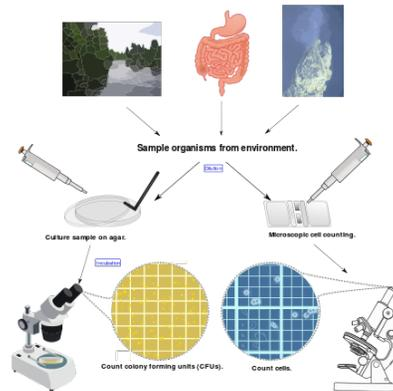 Sample organisms from environment.
Dilution
Culture sample on agar.
Microscopic cell counting.
Incubation
Count colony forming units (CFUs).
Count cells.